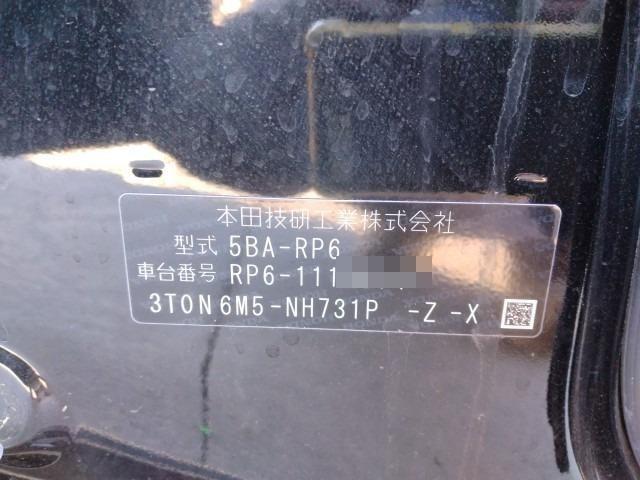 本田技研工業株式会社
型式 5BA-RP6
車台番号 RP6-111
3TON6M5-NH731P -Z -X